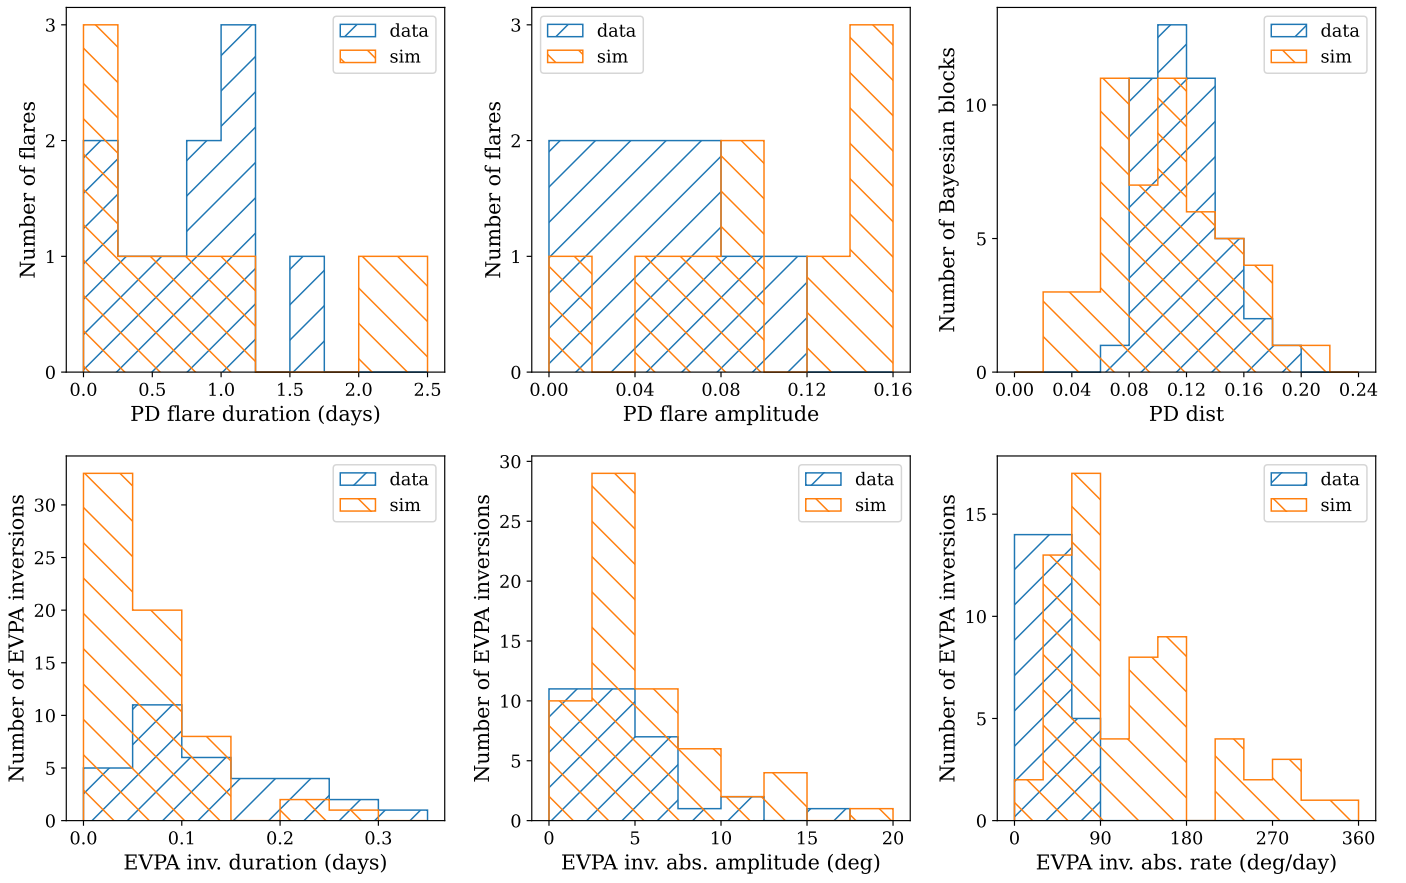 3
2
1
0
Number of flares
data
sim
0.0 0.5 1.0 1.5 2.0 2.5
PD flare duration (days)
3
2
1
0
Number of flares
data
sim
0.00 0.04 0.08 0.12 0.16
PD flare amplitude
10
5
0
Number of Bayesian blocks
data
sim
0.00 0.04 0.08 0.12 0.16 0.20 0.24
PD dist
30
25
20
15
10
5
0
Number of EVPA inversions
data
sim
0.0 0.1 0.2 0.3
EVPA inv. duration (days)
30
25
20
15
10
5
0
Number of EVPA inversions
data
sim
0 5 10 15 20
EVPA inv. abs. amplitude (deg)
15
10
5
0
Number of EVPA inversions
data
sim
0 90 180 270 360
EVPA inv. abs. rate (deg/day)